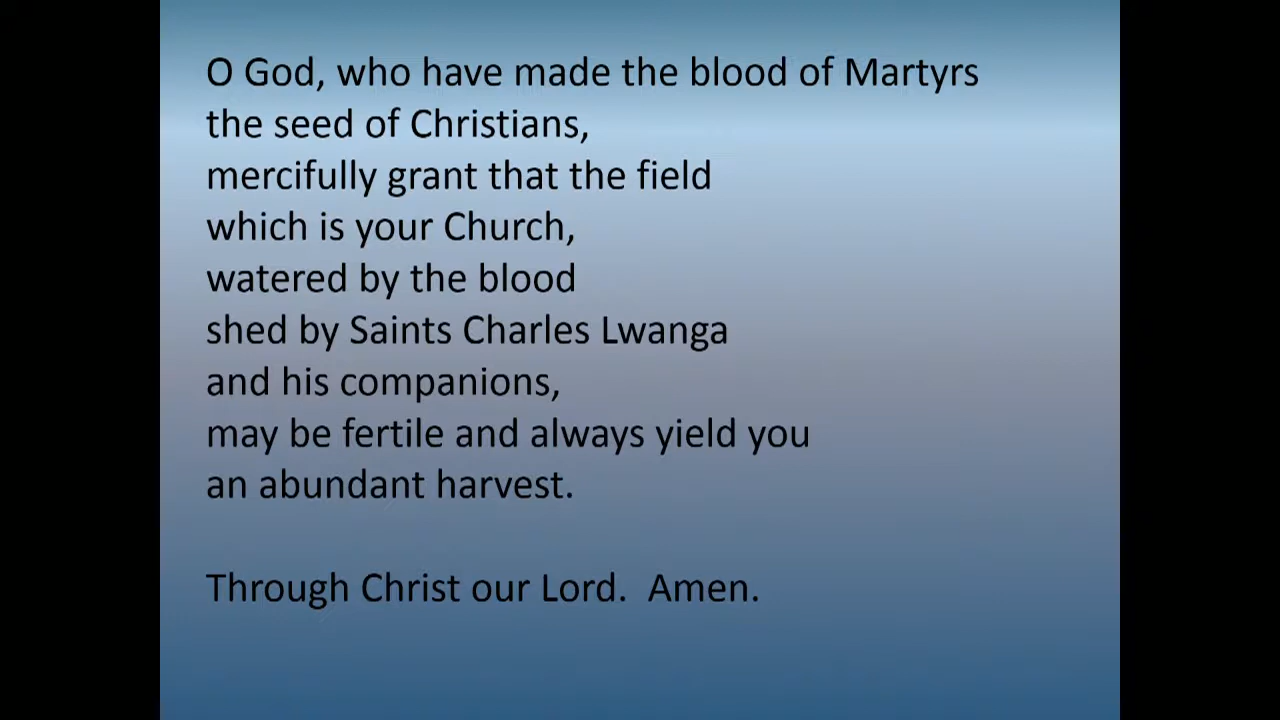 O God, who have made the blood of Martyrs
the seed of Christians,
mercifully grant that the field
which is your Church,
watered by the blood
shed by Saints Charles Lwanga
and his companions,
may be fertile and always yield you
an abundant harvest.
Through Christ our Lord.  Amen.